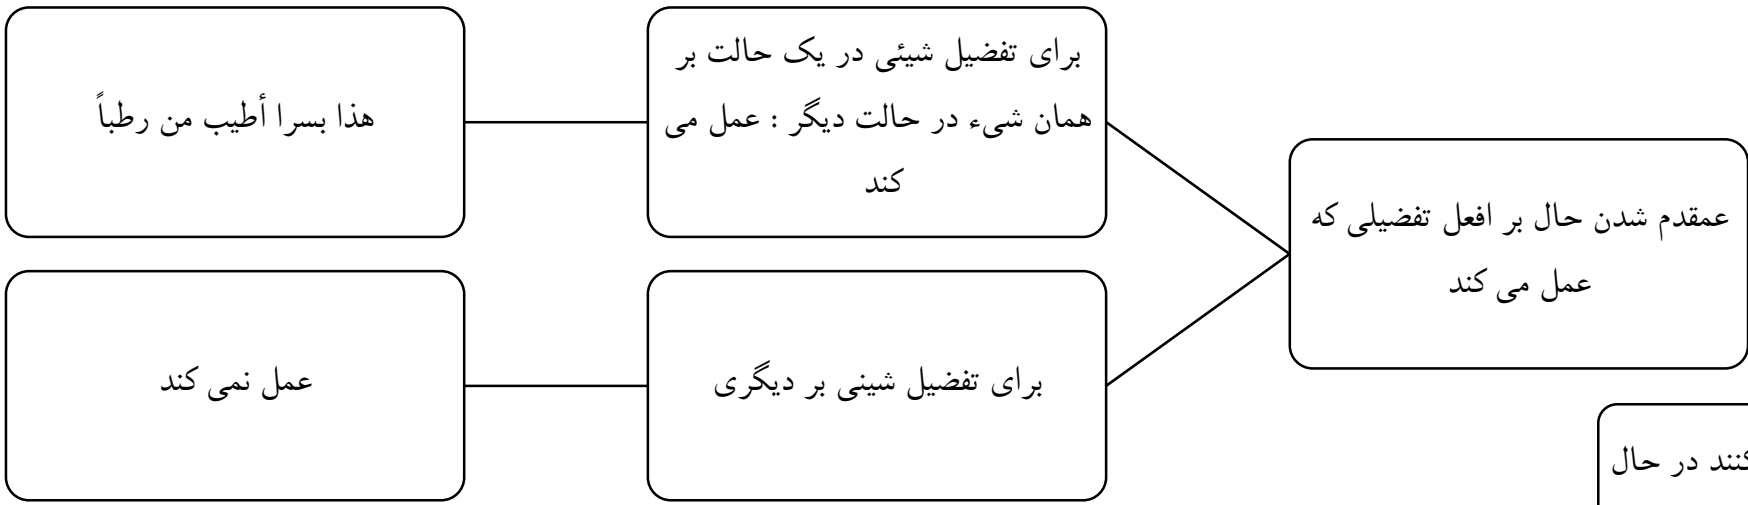 عمقدم شدن حال بر افعل تفضیلی که
عمل می کند
برای تفضیل شیئی در یک حالت بر
همان شیء در حالت دیگر : عمل می
کند
هذا بسرا أطیب من رطباً
برای تفضیل شینی بر دیگری
عمل نمی کند
کنند در حال